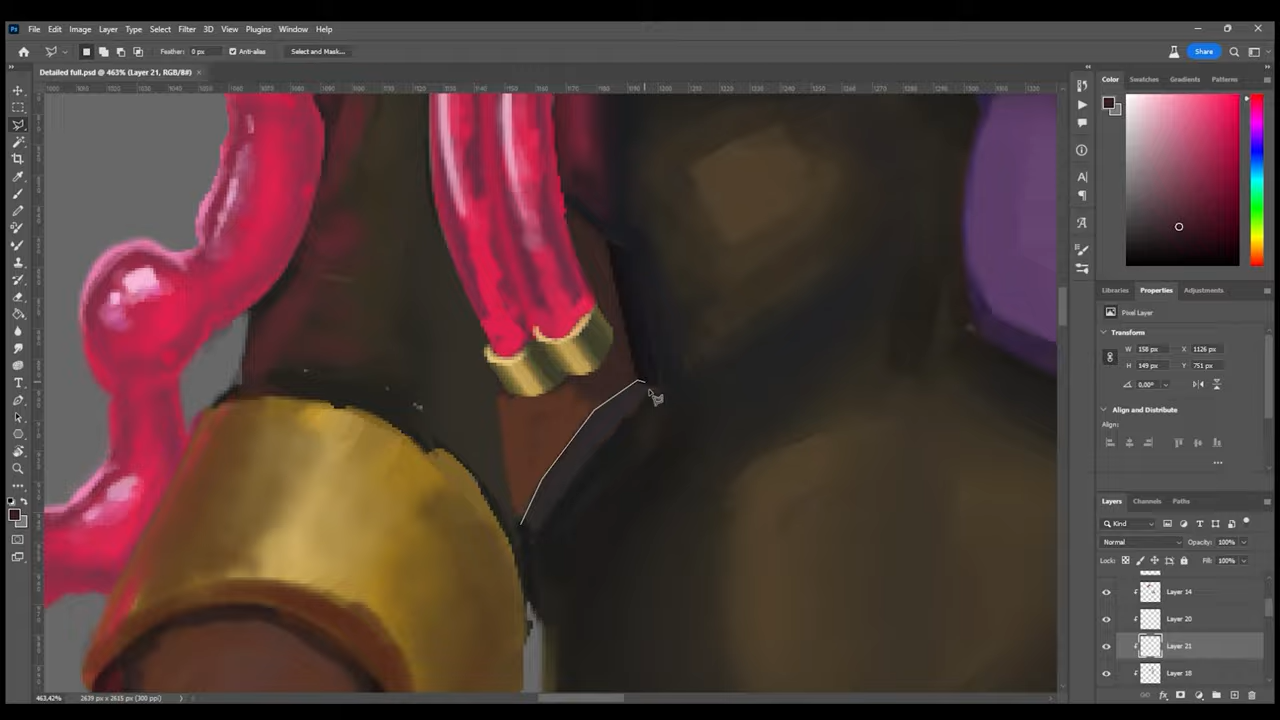 Ps File Edit Image Layer Type Select Filter 3D View Plugins Window Help
Feather: 0 px Anti-alias Select and Mask... Share
Detailed full.psd @ 463% (Layer 21, RGB/8#) ×
Color Swatches Gradients Patterns
Libraries Properties Adjustments
Pixel Layer
Transform
W 158 px X 1126 px
H 149 px Y 751 px
0,00°
Align and Distribute
Align:
Layers Channels Paths
Kind
Normal Opacity: 100%
Lock: Fill: 100%
Layer 14
Layer 20
Layer 21
Layer 18
463,42% 2639 px x 2615 px (300 ppi)